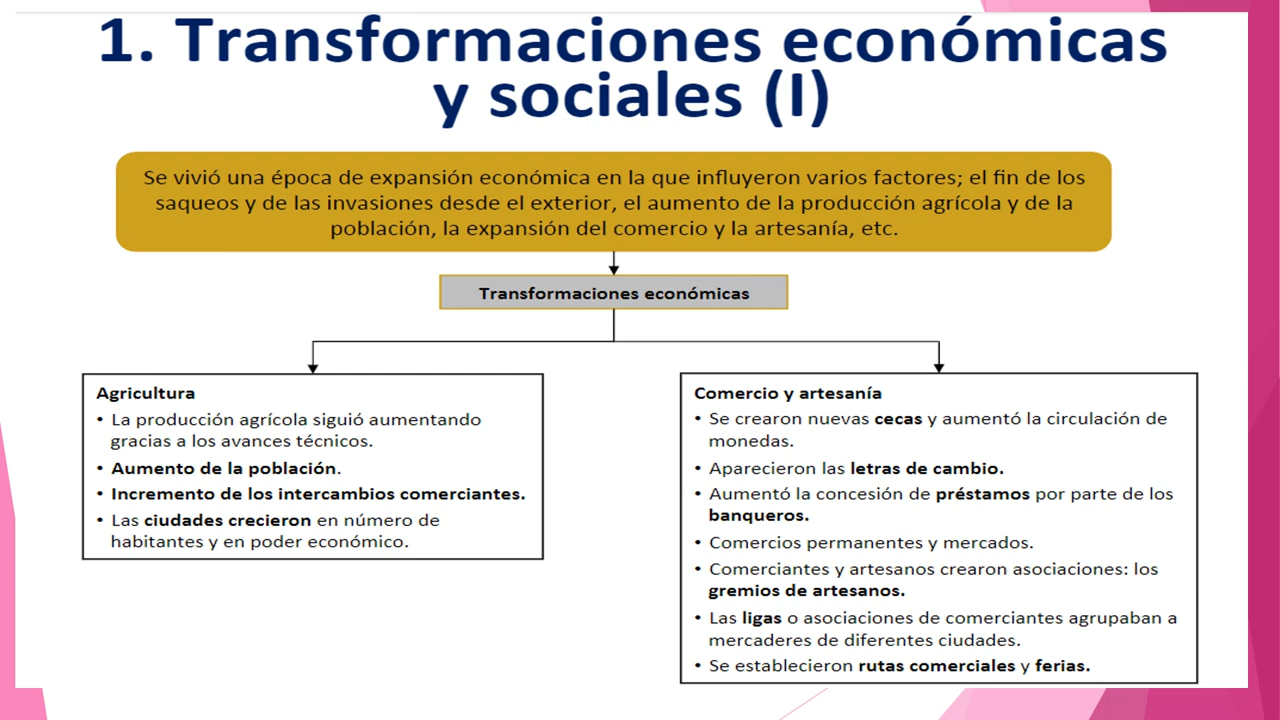 1. Transformaciones económicas
y sociales (I)
Se vivió una época de expansión económica en la que influyeron varios factores; el fin de los
saqueos y de las invasiones desde el exterior, el aumento de la producción agrícola y de la
población, la expansión del comercio y la artesanía, etc.
Transformaciones económicas
Agricultura
• La producción agrícola siguió aumentando
gracias a los avances técnicos.
• Aumento de la población.
• Incremento de los intercambios comerciantes.
• Las ciudades crecieron en número de
habitantes y en poder económico.
Comercio y artesanía
• Se crearon nuevas cecas y aumentó la circulación de
monedas.
• Aparecieron las letras de cambio.
• Aumentó la concesión de préstamos por parte de los
banqueros.
• Comercios permanentes y mercados.
• Comerciantes y artesanos crearon asociaciones: los
gremios de artesanos.
• Las ligas o asociaciones de comerciantes agrupaban a
mercaderes de diferentes ciudades.
• Se establecieron rutas comerciales y ferias.